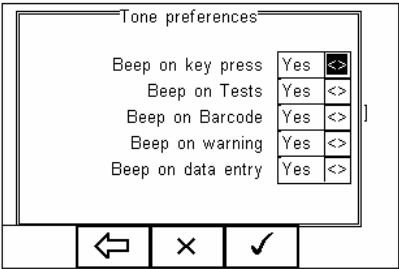 Tone preferences
Beep on key press Yes <>
Beep on Tests Yes <>
Beep on Barcode Yes <>
]
Beep on warning Yes <>
Beep on data entry Yes <>